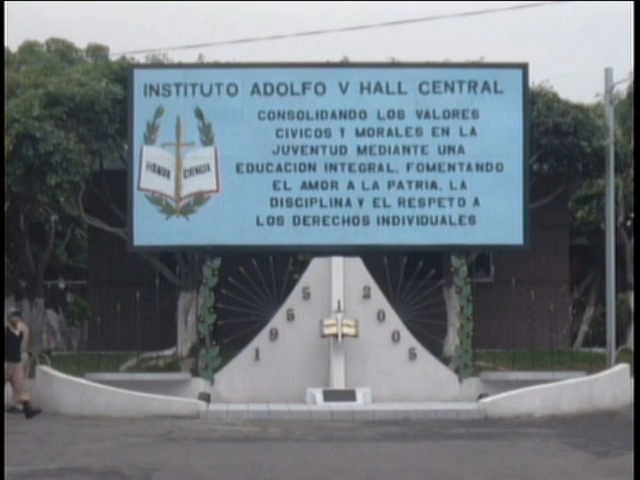 INSTITUTO ADOLFO V HALL CENTRAL
CONSOLIDANDO LOS VALORES
CIVICOS Y MORALES EN LA
JUVENTUD MEDIANTE UNA
EDUCACION INTEGRAL, FOMENTANDO
EL AMOR A LA PATRIA, LA
DISCIPLINA Y EL RESPETO A
LOS DERECHOS INDIVIDUALES
HONOR CIENCIA
1955 2005